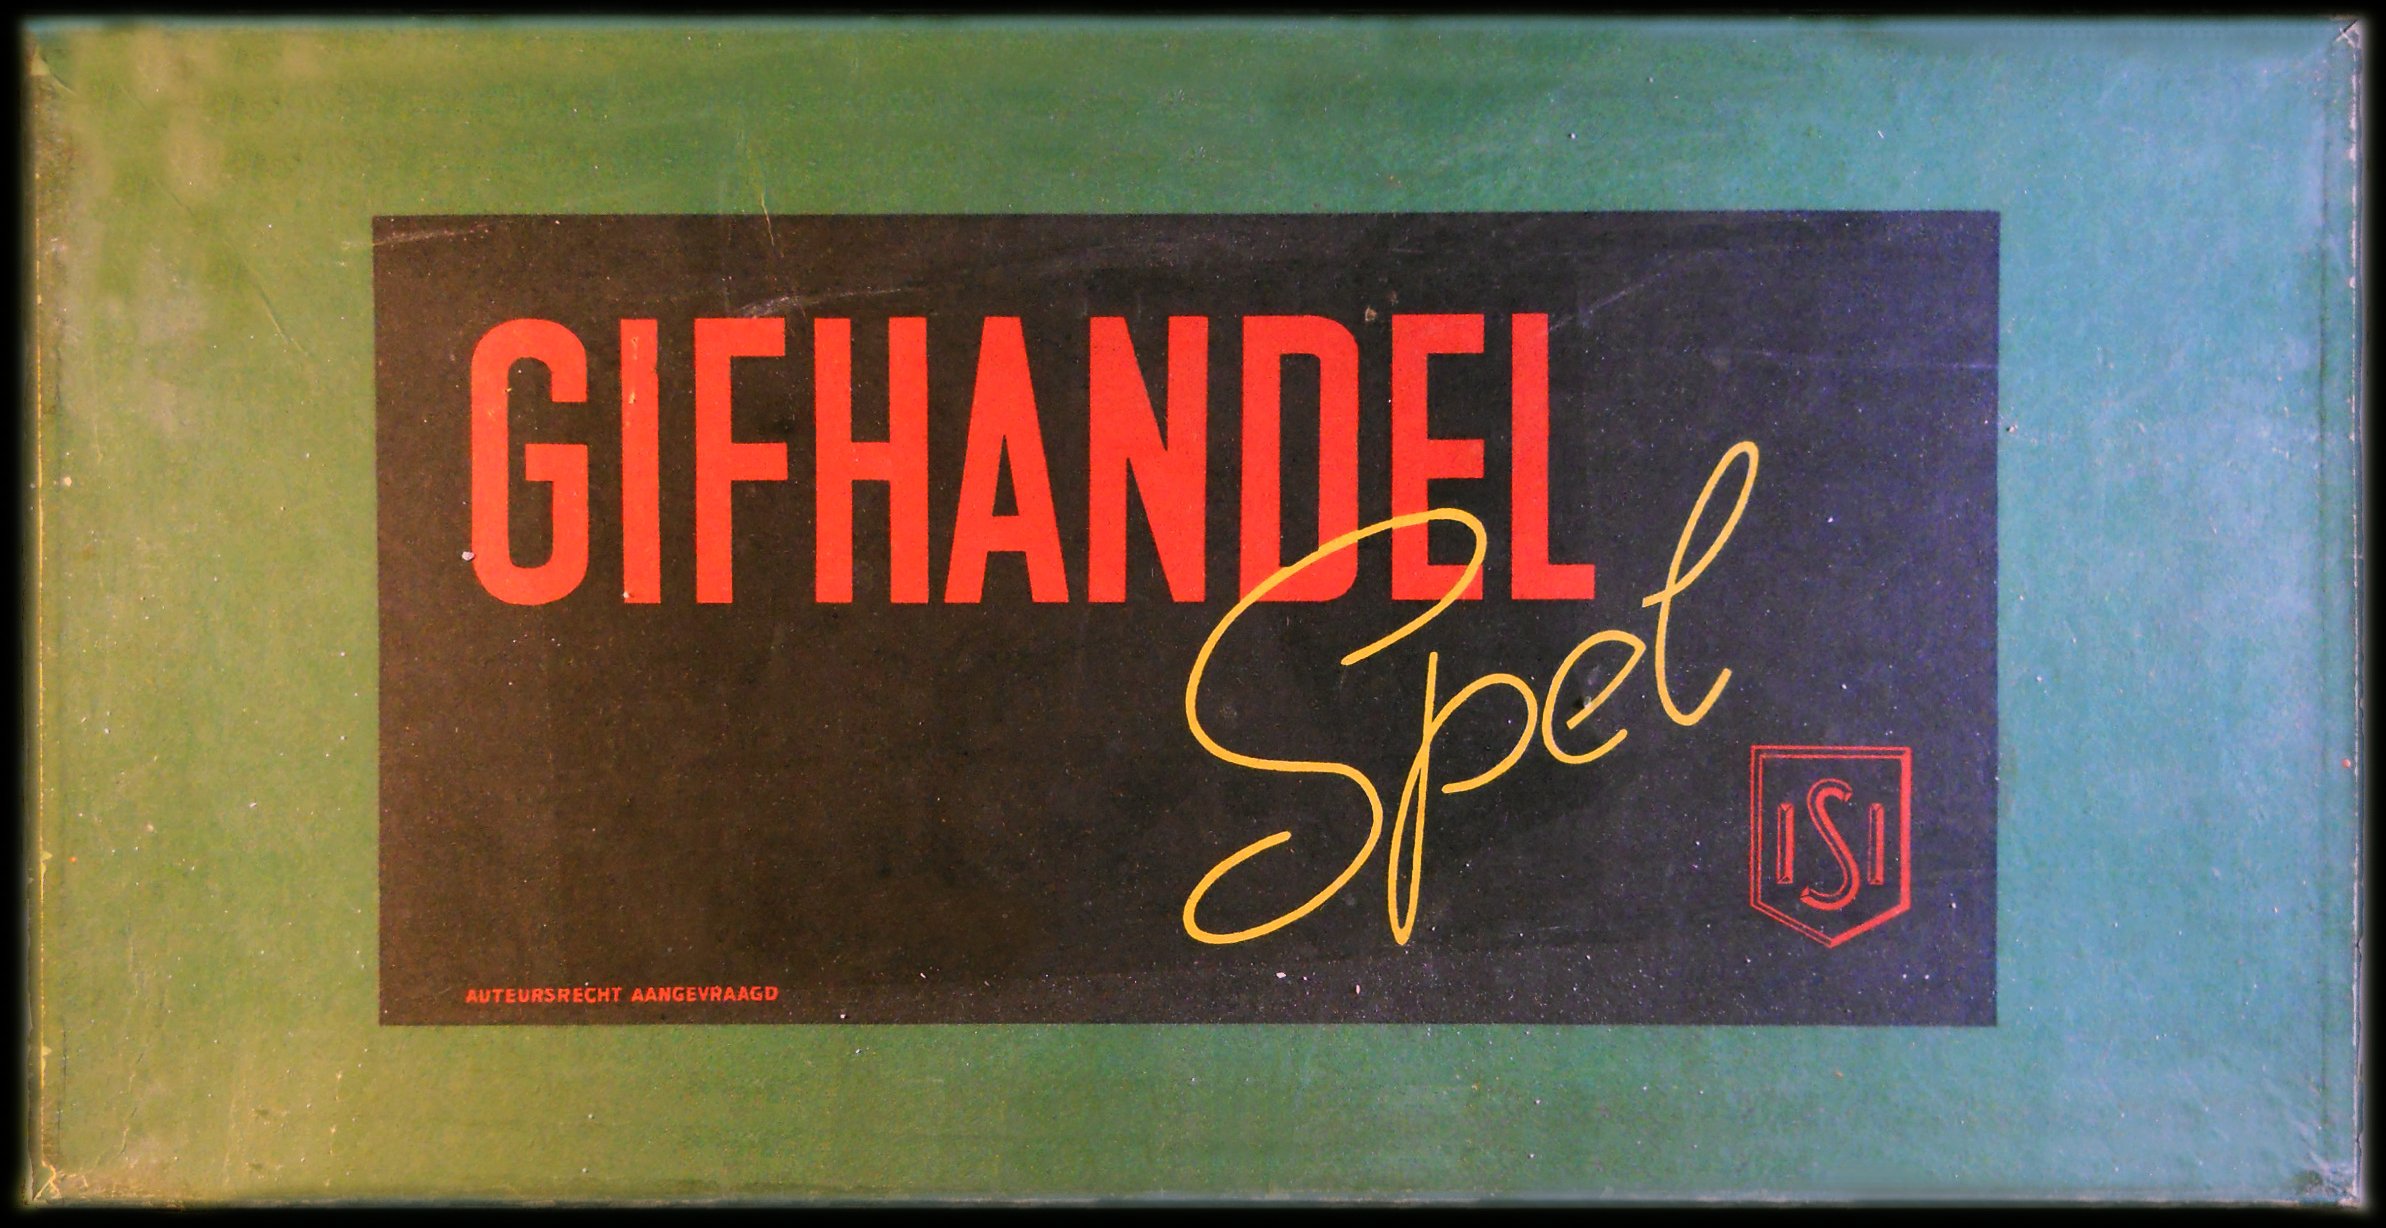 GIFHANDEL
Spel
ISI
AUTEURSRECHT AANGEVRAAGD